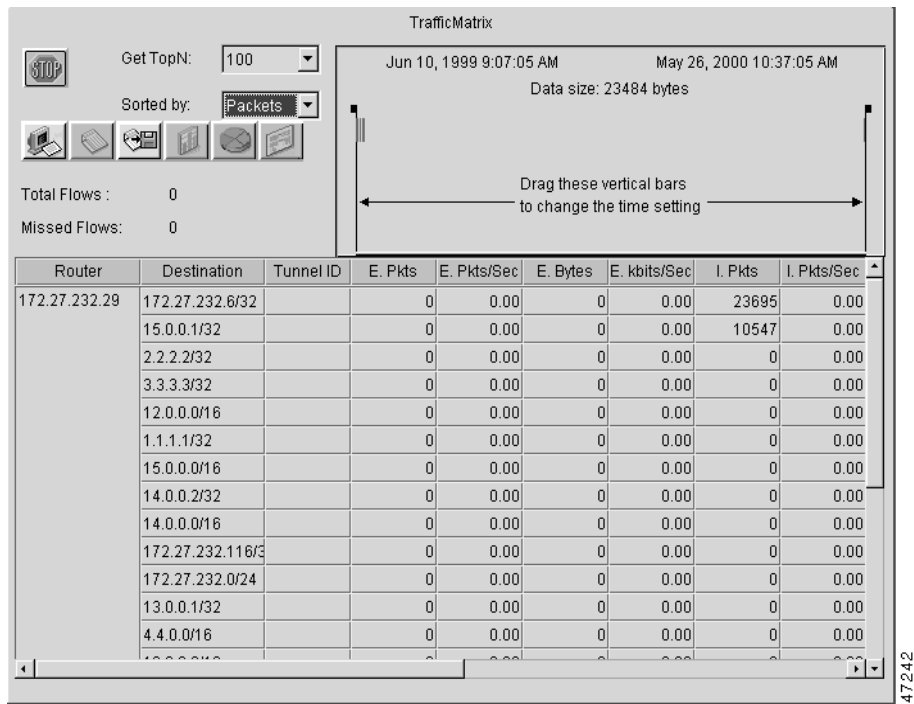 TrafficMatrix
STOP
Get TopN: 100
Sorted by: Packets
Total Flows : 0
Missed Flows: 0
Jun 10, 1999 9:07:05 AM May 26, 2000 10:37:05 AM
Data size: 23484 bytes
Drag these vertical bars
to change the time setting
Router Destination Tunnel ID E. Pkts E. Pkts/Sec E. Bytes E. kbits/Sec I. Pkts I. Pkts/Sec
172.27.232.29 172.27.232.6/32 0 0.00 0 0.00 23695 0.00
15.0.0.1/32 0 0.00 0 0.00 10547 0.00
2.2.2.2/32 0 0.00 0 0.00 0 0.00
3.3.3.3/32 0 0.00 0 0.00 0 0.00
12.0.0.0/16 0 0.00 0 0.00 0 0.00
1.1.1.1/32 0 0.00 0 0.00 0 0.00
15.0.0.0/16 0 0.00 0 0.00 0 0.00
14.0.0.2/32 0 0.00 0 0.00 0 0.00
14.0.0.0/16 0 0.00 0 0.00 0 0.00
172.27.232.116/3 0 0.00 0 0.00 0 0.00
172.27.232.0/24 0 0.00 0 0.00 0 0.00
13.0.0.1/32 0 0.00 0 0.00 0 0.00
4.4.0.0/16 0 0.00 0 0.00 0 0.00
47242